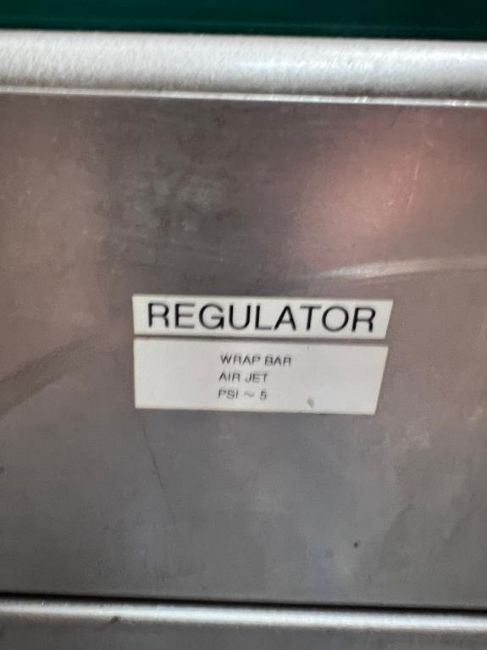 REGULATOR
WRAP BAR
AIR JET
PSI ~ 5